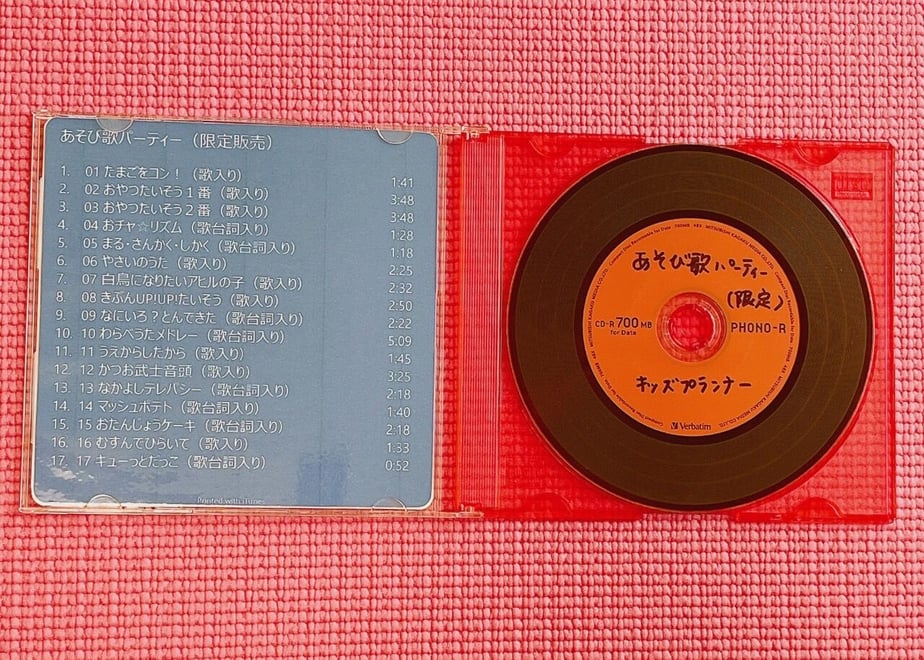 あそび歌パーティー（限定販売）
1. 01 たまごをコン！（歌入り） 1:41
2. 02 おやつたいそう１番（歌入り） 3:48
3. 03 おやつたいそう２番（歌入り） 3:48
4. 04 おチャ☆リズム（歌台詞入り） 1:28
5. 05 まる・さんかく・しかく（歌台詞入り） 1:18
6. 06 やさいのうた（歌入り） 2:25
7. 07 白鳥になりたいアヒルの子（歌入り） 2:32
8. 08 きぶんUP!UP!たいそう（歌入り） 2:50
9. 09 なにいろ？とんできた（歌台詞入り） 2:22
10. 10 わらべうたメドレー（歌台詞入り） 5:09
11. 11 うえからしたから（歌入り） 1:45
12. 12 かつお武士音頭（歌入り） 3:25
13. 13 なかよしテレパシー（歌台詞入り） 2:18
14. 14 マッシュポテト（歌台詞入り） 1:40
15. 15 おたんじょうケーキ（歌台詞入り） 2:18
16. 16 むすんでひらいて（歌入り） 1:33
17. 17 キューっとだっこ（歌台詞入り） 0:52
Printed with iTunes
あそび歌パーティー
（限定）
CD-R 700 MB
for Data
PHONO-R
キッズプランナー
Verbatim